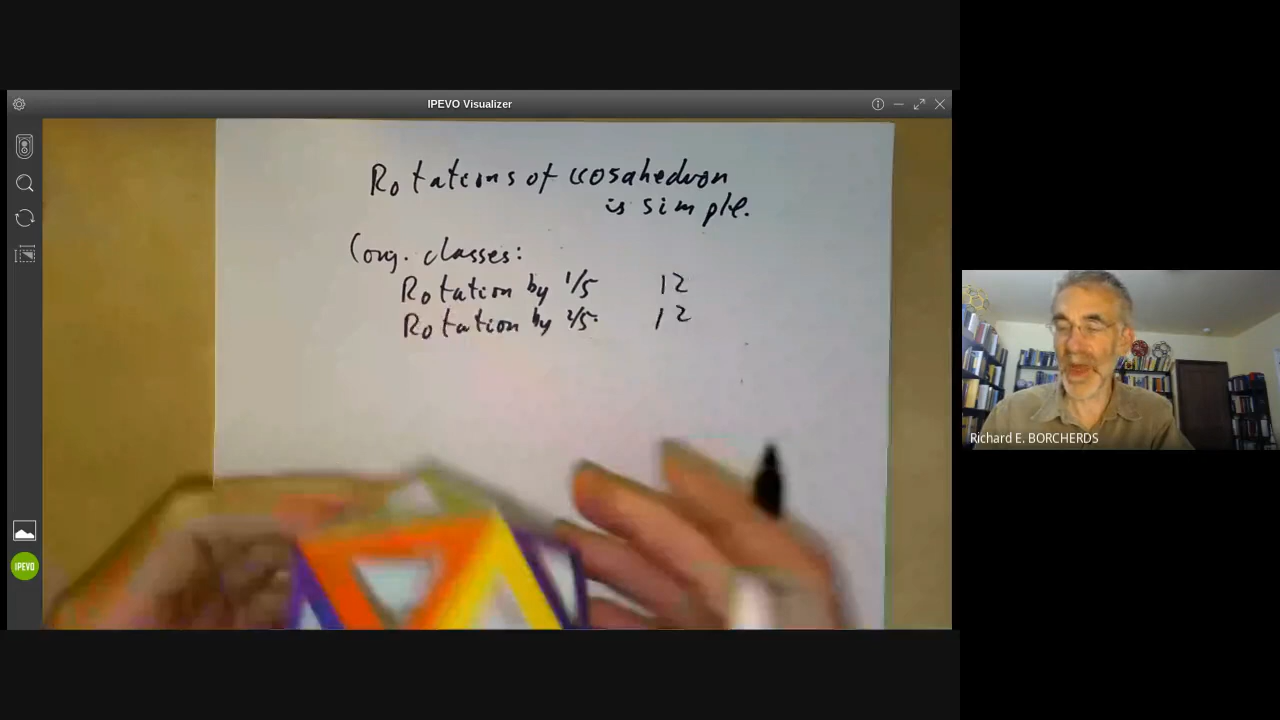 IPEVO Visualizer
Rotations of icosahedron
is simple.
Conj. classes:
Rotation by 1/5 12
Rotation by 2/5. 12
IPEVO
Richard E. BORCHERDS